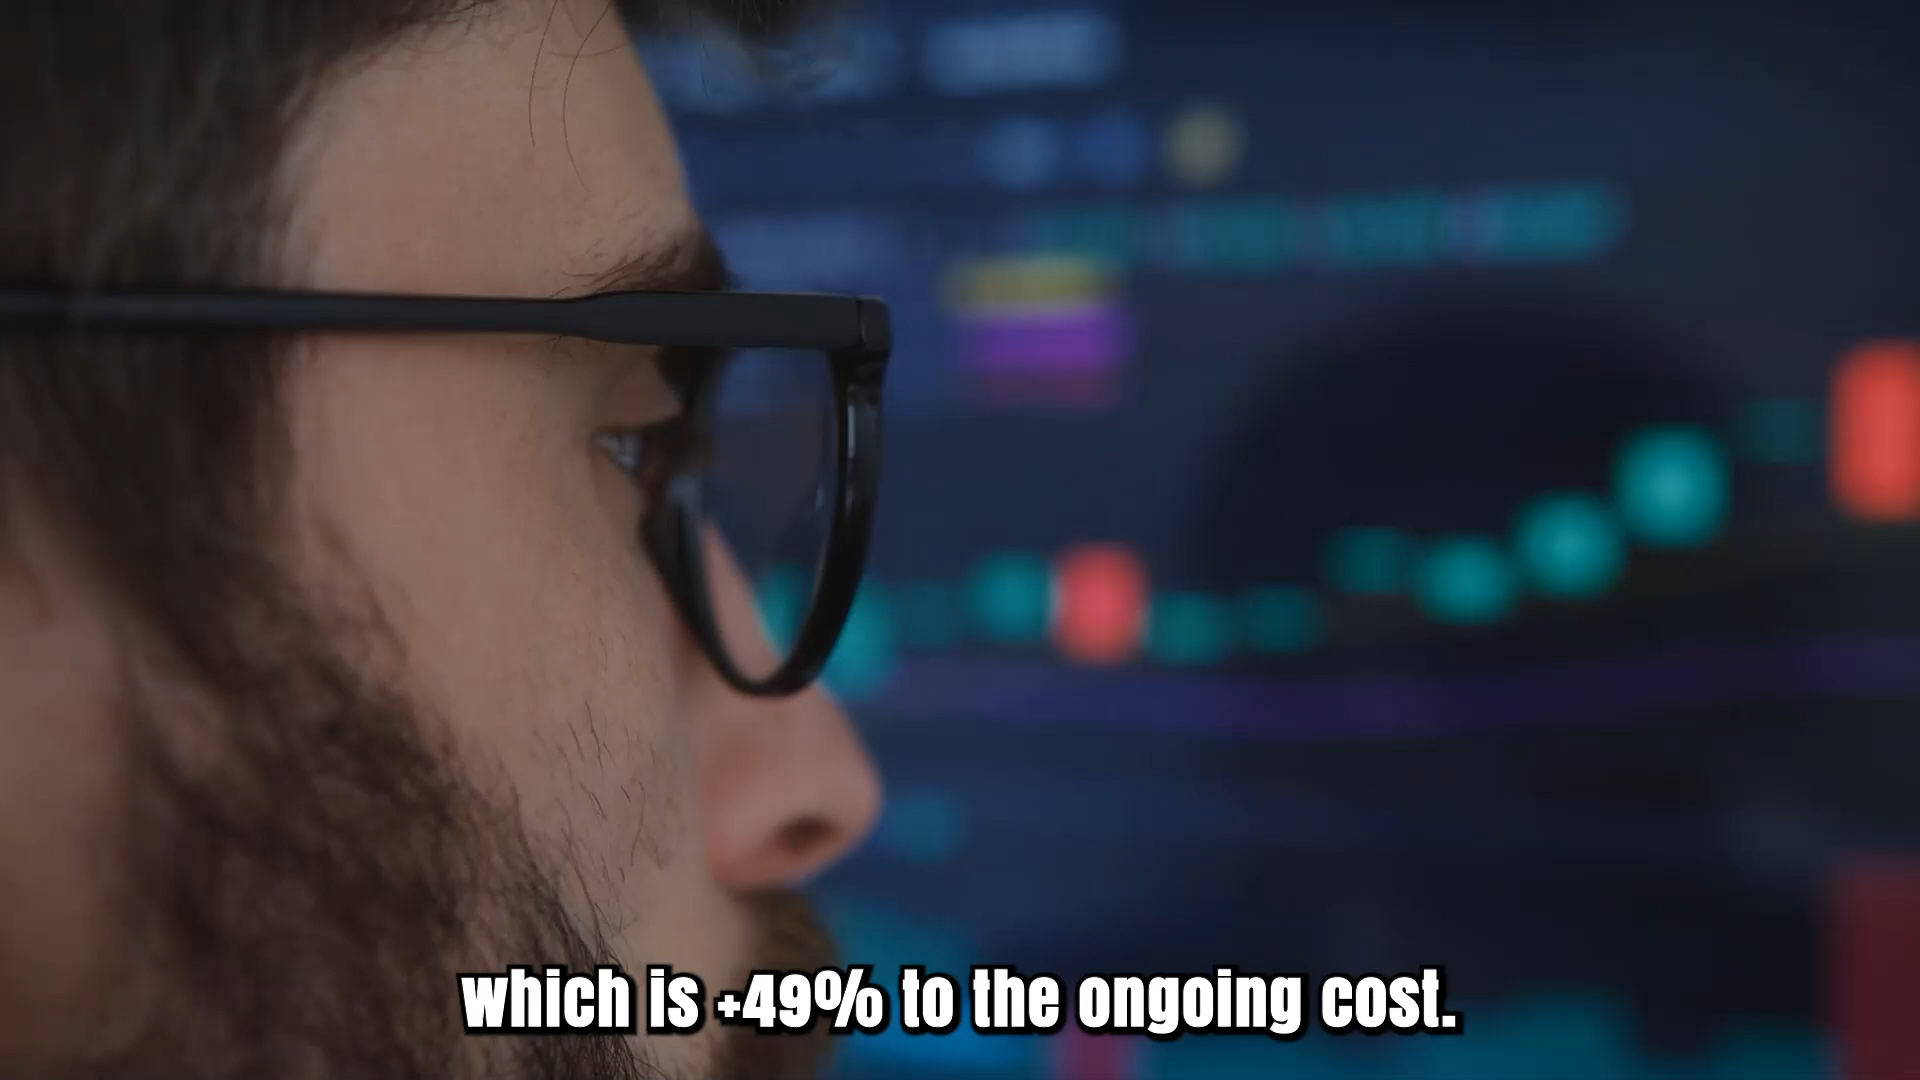 which is +49% to the ongoing cost.